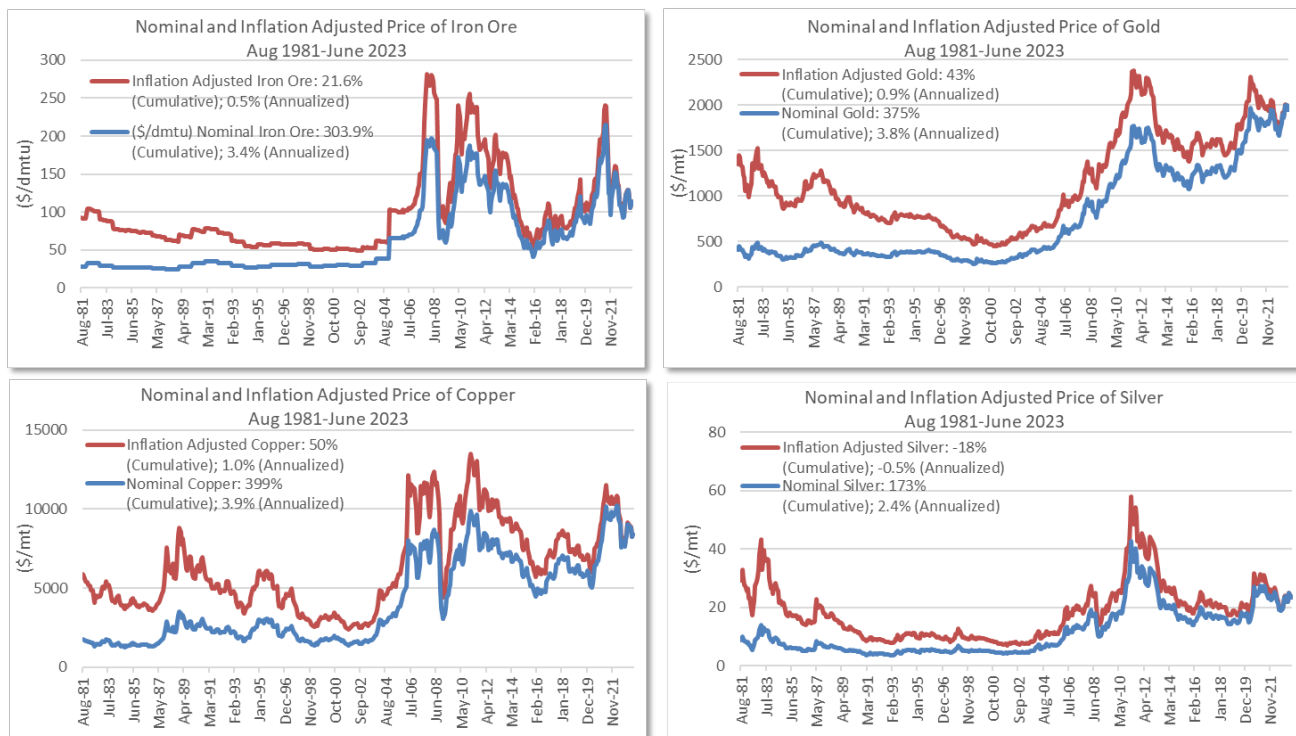 Nominal and Inflation Adjusted Price of Iron Ore
Aug 1981-June 2023
300
250
200
150
100
50
0
($/dmtu)
Inflation Adjusted Iron Ore: 21.6%
(Cumulative); 0.5% (Annualized)
($/dmtu) Nominal Iron Ore: 303.9%
(Cumulative); 3.4% (Annualized)
Aug-81
Jul-83
Jun-85
May-87
Apr-89
Mar-91
Feb-93
Jan-95
Dec-96
Nov-98
Oct-00
Sep-02
Aug-04
Jul-06
Jun-08
May-10
Apr-12
Mar-14
Feb-16
Jan-18
Dec-19
Nov-21
Nominal and Inflation Adjusted Price of Gold
Aug 1981-June 2023
2500
2000
1500
1000
500
0
($/mt)
Inflation Adjusted Gold: 43%
(Cumulative); 0.9% (Annualized)
Nominal Gold: 375%
(Cumulative); 3.8% (Annualized)
Aug-81
Jul-83
Jun-85
May-87
Apr-89
Mar-91
Feb-93
Jan-95
Dec-96
Nov-98
Oct-00
Sep-02
Aug-04
Jul-06
Jun-08
May-10
Apr-12
Mar-14
Feb-16
Jan-18
Dec-19
Nov-21
Nominal and Inflation Adjusted Price of Copper
Aug 1981-June 2023
15000
10000
5000
0
($/mt)
Inflation Adjusted Copper: 50%
(Cumulative); 1.0% (Annualized)
Nominal Copper: 399%
(Cumulative); 3.9% (Annualized)
Aug-81
Jul-83
Jun-85
May-87
Apr-89
Mar-91
Feb-93
Jan-95
Dec-96
Nov-98
Oct-00
Sep-02
Aug-04
Jul-06
Jun-08
May-10
Apr-12
Mar-14
Feb-16
Jan-18
Dec-19
Nov-21
Nominal and Inflation Adjusted Price of Silver
Aug 1981-June 2023
80
60
40
20
0
($/mt)
Inflation Adjusted Silver: -18%
(Cumulative); -0.5% (Annualized)
Nominal Silver: 173%
(Cumulative); 2.4% (Annualized)
Aug-81
Jul-83
Jun-85
May-87
Apr-89
Mar-91
Feb-93
Jan-95
Dec-96
Nov-98
Oct-00
Sep-02
Aug-04
Jul-06
Jun-08
May-10
Apr-12
Mar-14
Feb-16
Jan-18
Dec-19
Nov-21